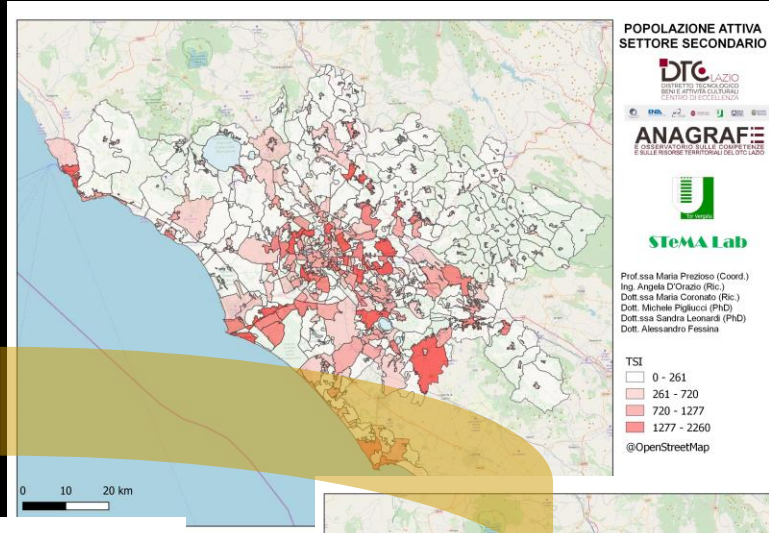 POPOLAZIONE ATTIVA
SETTORE SECONDARIO
DTC LAZIO
DISTRETTO TECNOLOGICO
BENI E ATTIVITÀ CULTURALI
CENTRO DI ECCELLENZA
ANAGRAFE
E OSSERVATORIO SULLE COMPETENZE
E SULLE RISORSE TERRITORIALI DEL DTC LAZIO
Tor Vergata
STeMA Lab
Prof.ssa Maria Prezioso (Coord.)
Ing. Angela D'Orazio (Ric.)
Dott.ssa Maria Coronato (Ric.)
Dott. Michele Pigliucci (PhD)
Dott.ssa Sandra Leonardi (PhD)
Dott. Alessandro Fessina
TSI
0 - 261
261 - 720
720 - 1277
1277 - 2260
@OpenStreetMap
0 10 20 km